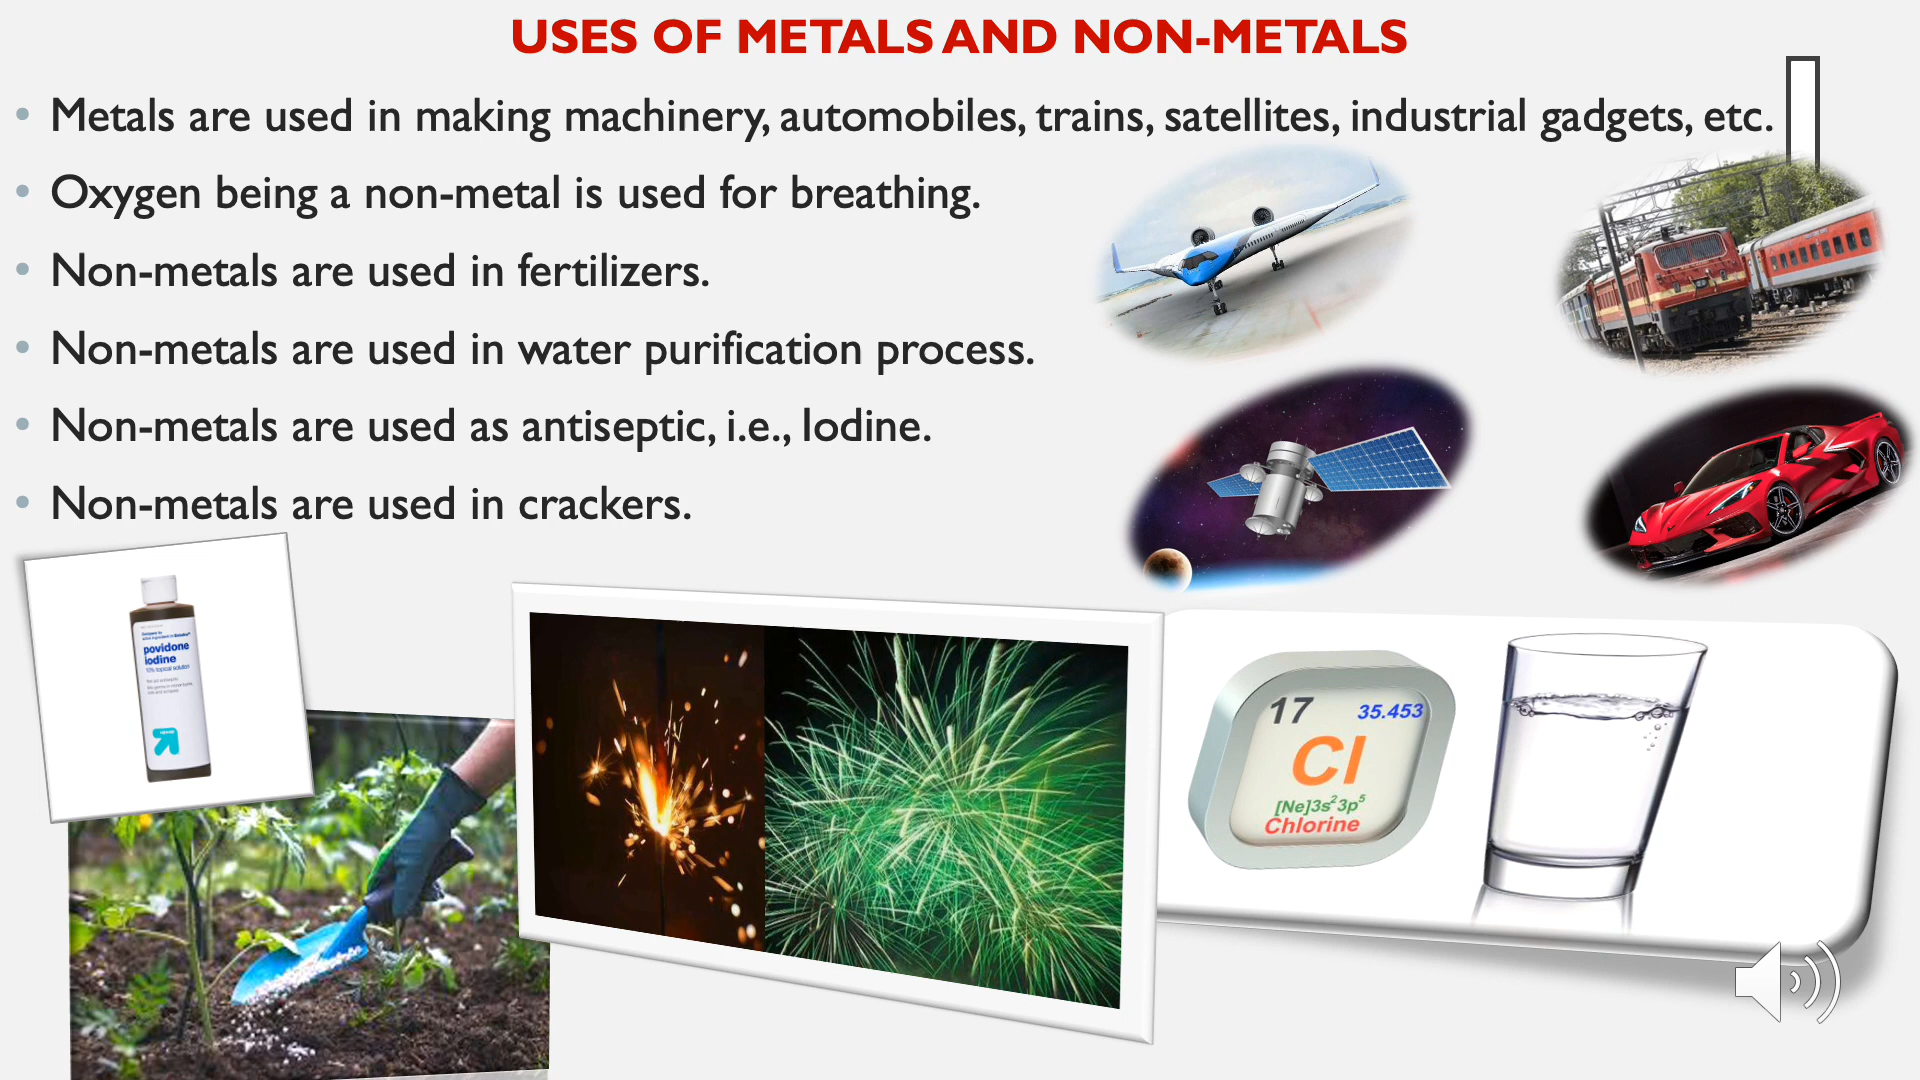 USES OF METALS AND NON-METALS
• Metals are used in making machinery, automobiles, trains, satellites, industrial gadgets, etc.
• Oxygen being a non-metal is used for breathing.
• Non-metals are used in fertilizers.
• Non-metals are used in water purification process.
• Non-metals are used as antiseptic, i.e., Iodine.
• Non-metals are used in crackers.
povidone
iodine
10% topical solution
17 35.453
Cl
[Ne]3s²3p⁵
Chlorine